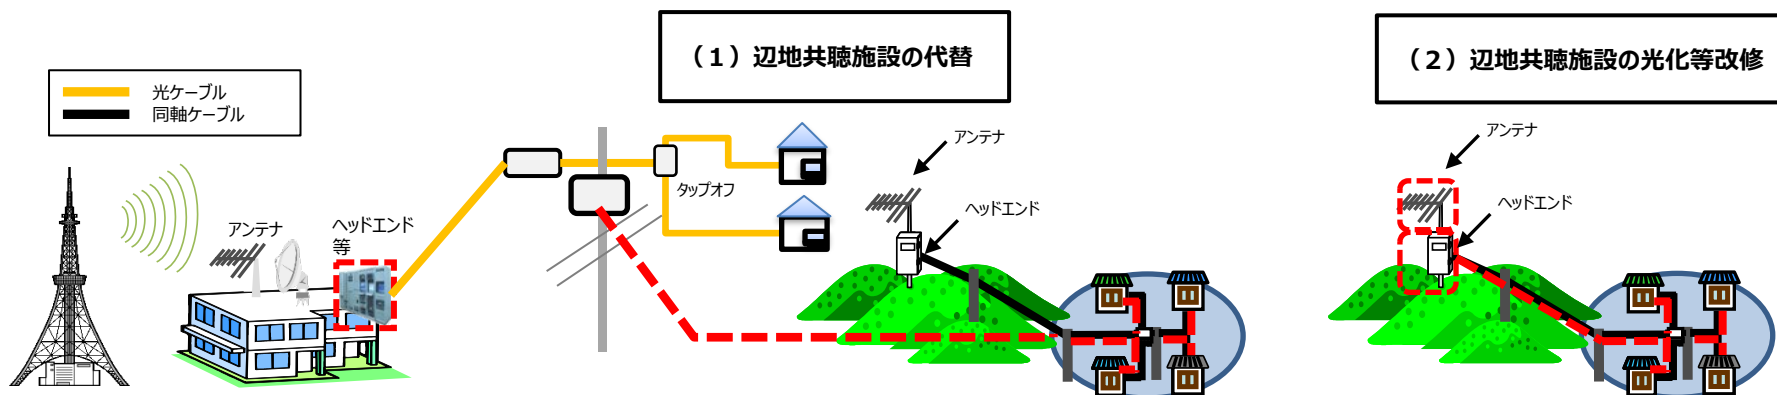 （１）辺地共聴施設の代替
（２）辺地共聴施設の光化等改修
光ケーブル
同軸ケーブル
アンテナ
ヘッドエンド
等
タップオフ
アンテナ
ヘッドエンド
アンテナ
ヘッドエンド